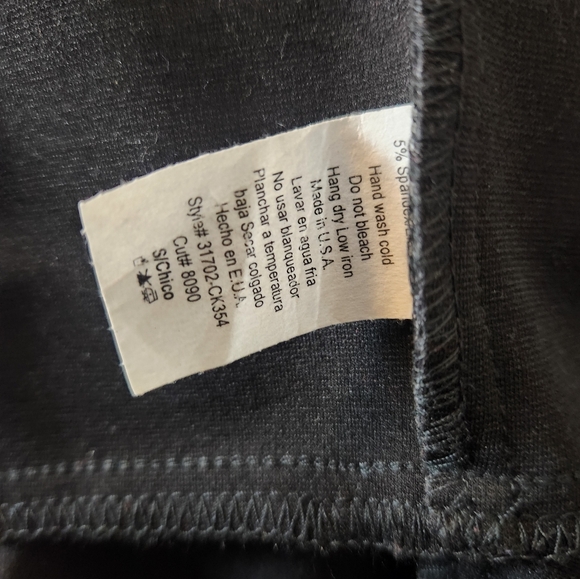 5% Spandex
Hand wash cold
Do not bleach
Hang dry Low iron
Made in U.S.A.
Lavar en agua fria
No usar blanqueador
Planchar a temperatura
baja Secar colgado
Hecho en E.U.A.
Style# 31702-CK354
Cut# 8090
S/Chico